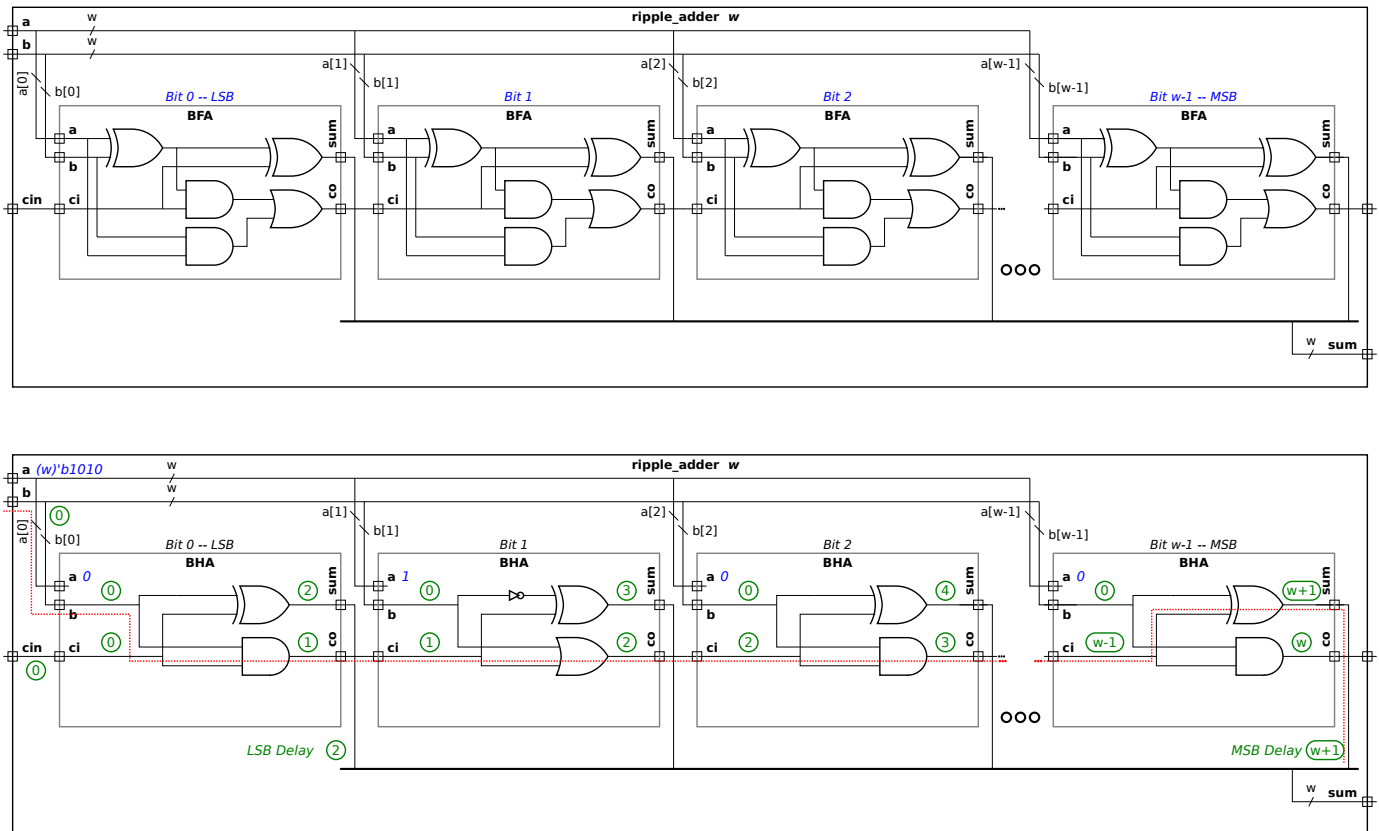 a
w
ripple_adder w
b
w
a[0]
b[0]
a[1]
b[1]
a[2]
b[2]
a[w-1]
b[w-1]
Bit 0 -- LSB
BFA
a
b
cin
ci
sum
co
Bit 1
BFA
a
b
ci
sum
co
Bit 2
BFA
a
b
ci
sum
co
Bit w-1 -- MSB
BFA
a
b
ci
sum
co
w
sum
a (w)'b1010
w
ripple_adder w
b
w
0
a[0]
b[0]
a[1]
b[1]
a[2]
b[2]
a[w-1]
b[w-1]
Bit 0 -- LSB
BHA
a 0
0
2
sum
b
cin
0
ci
0
1
co
Bit 1
BHA
a 1
0
3
sum
b
ci
1
2
co
Bit 2
BHA
a 0
0
4
sum
b
ci
2
3
co
Bit w-1 -- MSB
BHA
a 0
0
w+1
sum
b
ci
w-1
w
co
LSB Delay 2
MSB Delay w+1
w
sum